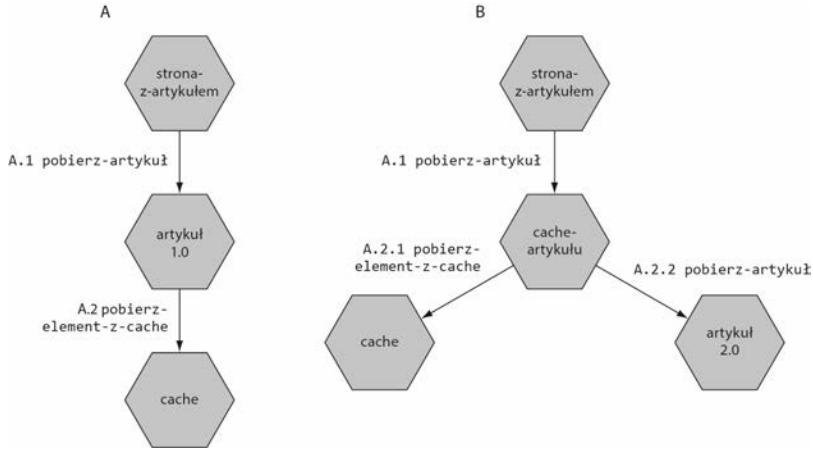 A
strona-
z-artykułem
A.1 pobierz-artykuł
artykuł
1.0
A.2 pobierz-
element-z-cache
cache
B
strona-
z-artykułem
A.1 pobierz-artykuł
cache-
artykułu
A.2.1 pobierz-
element-z-cache
A.2.2 pobierz-artykuł
cache
artykuł
2.0